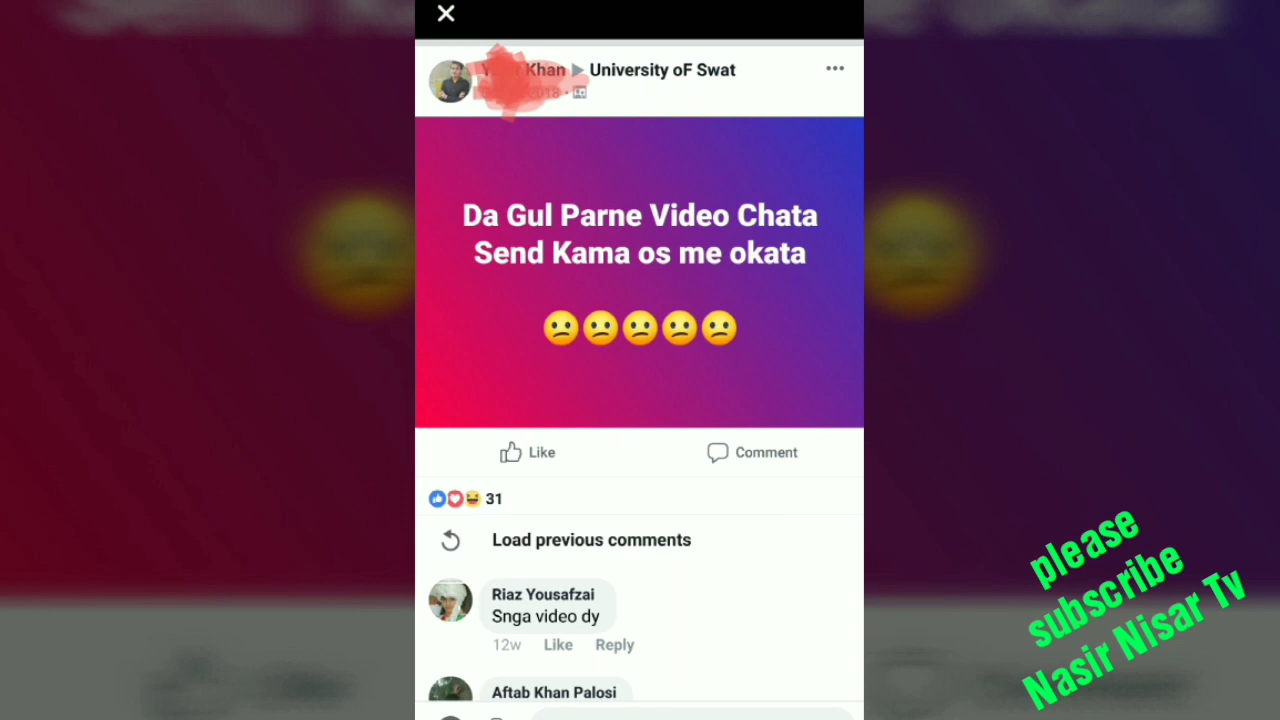 Khan ▶ University oF Swat
2018 ·
Da Gul Parne Video Chata
Send Kama os me okata
😕😕😕😕😕
Like
Comment
31
Load previous comments
Riaz Yousafzai
Snga video dy
12w Like Reply
Aftab Khan Palosi
please
subscribe
Nasir Nisar Tv